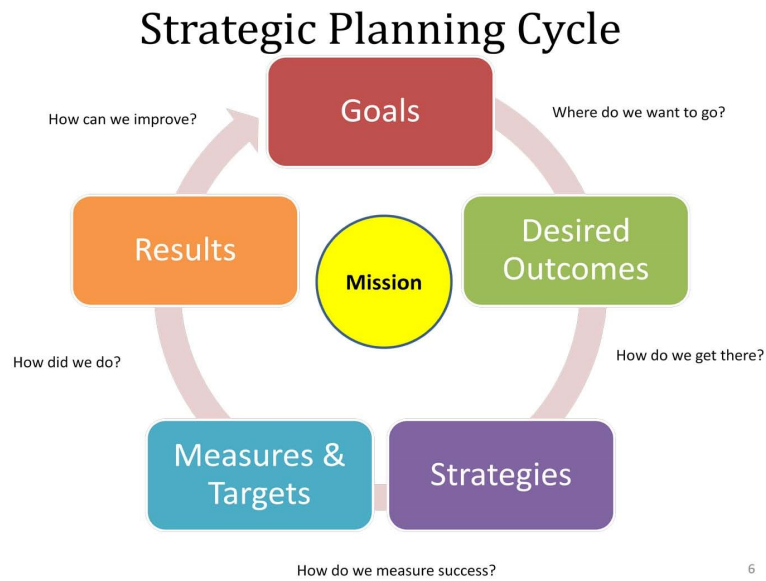 Strategic Planning Cycle
Goals
How can we improve?
Where do we want to go?
Results
Desired
Outcomes
Mission
How did we do?
How do we get there?
Measures &
Targets
Strategies
How do we measure success?
6